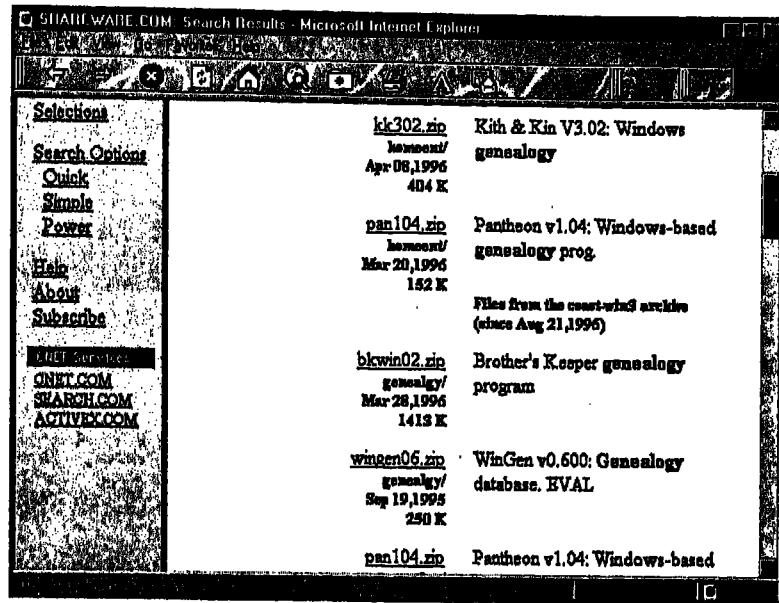 SHAREWARE.COM: Search Results - Microsoft Internet Explorer
Selections
Search Options
Quick
Simple
Power
Help
About
Subscribe
CNET Services
CNET.COM
SEARCH.COM
ACTIVEX.COM
kk302.zip Kith & Kin V3.02: Windows
homeent/ genealogy
Apr 08,1996
404 K
pan104.zip Pantheon v1.04: Windows-based
homeent/ genealogy prog.
Mar 20,1996
152 K
Files from the coast-win3 archive
(since Aug 21,1996)
bkwin02.zip Brother's Keeper genealogy
genealgy/ program
Mar 28,1996
1413 K
wingen06.zip WinGen v0.600: Genealogy
genealgy/ database. EVAL
Sep 19,1995
250 K
pan104.zip Pantheon v1.04: Windows-based